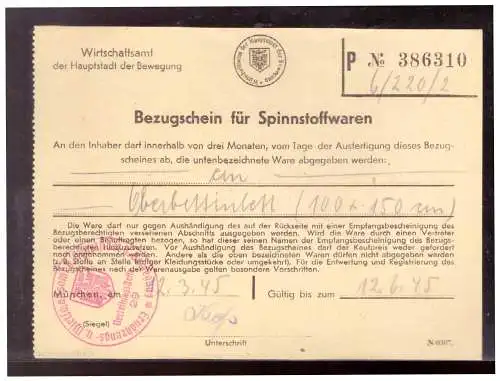 Wirtschaftsamt
der Hauptstadt der Bewegung
P № 386310
6/220/2
Bezugschein für Spinnstoffwaren
An den Inhaber darf innerhalb von drei Monaten, vom Tage der Ausfertigung dieses Bezug-
scheines ab, die untenbezeichnete Ware abgegeben werden:
ein
Oberbettinlett (100 x 150 cm)
Die Ware darf nur gegen Aushändigung des auf der Rückseite mit einer Empfangsbescheinigung des
Bezugsberechtigten versehenen Abschnitts ausgegeben werden. Wird die Ware durch einen Vertreter
oder einen Beauftragten bezogen, so hat dieser seinen Namen der Empfangsbescheinigung des Bezugs-
berechtigten hinzuzusetzen. Vor Aushändigung des Bezugscheines darf der Kaufpreis weder gefordert
noch angenommen werden. Andere als die oben bezeichneten Waren dürfen nicht abgegeben werden
(z.B. Stoffe an Stelle fertiger Kleidungsstücke oder umgekehrt). Für die Entwertung und Registrierung des
Bezugscheines nach der Warenausgabe gelten besondere Vorschriften.
München, am 12.3.45 Gültig bis zum 12.6.45
(Siegel)
Unterschrift